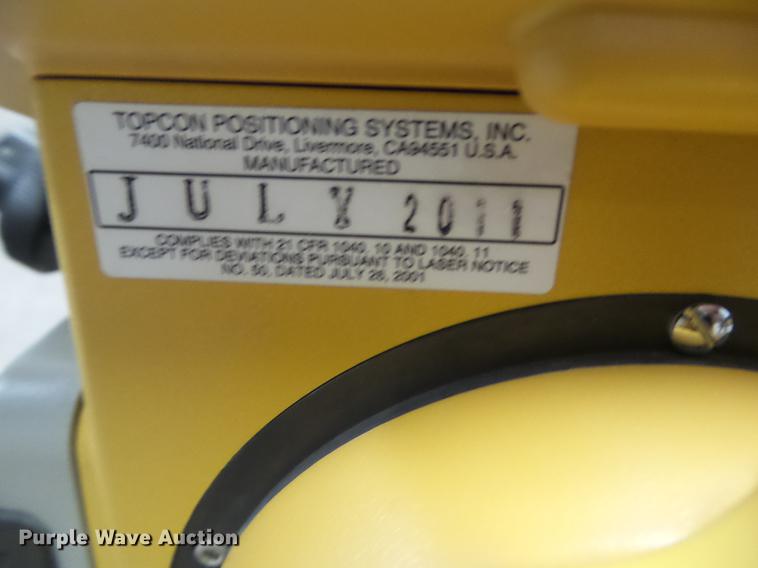 TOPCON POSITIONING SYSTEMS, INC.
7400 National Drive, Livermore, CA94551 U.S.A.
MANUFACTURED
JULY 20
COMPLIES WITH 21 CFR 1040. 10 AND 1040. 11
EXCEPT FOR DEVIATIONS PURSUANT TO LASER NOTICE
NO. 50, DATED JULY 26, 2001
Purple Wave Auction